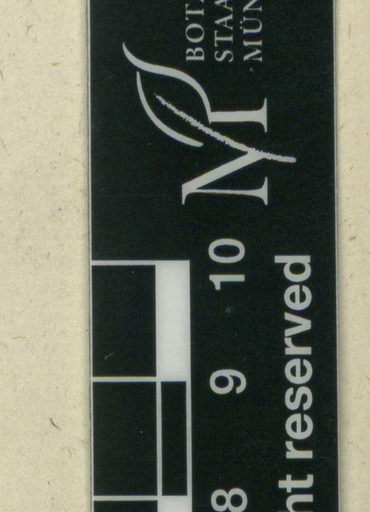 BOT
STAA
MÜN
M
8 9 10
nt reserved